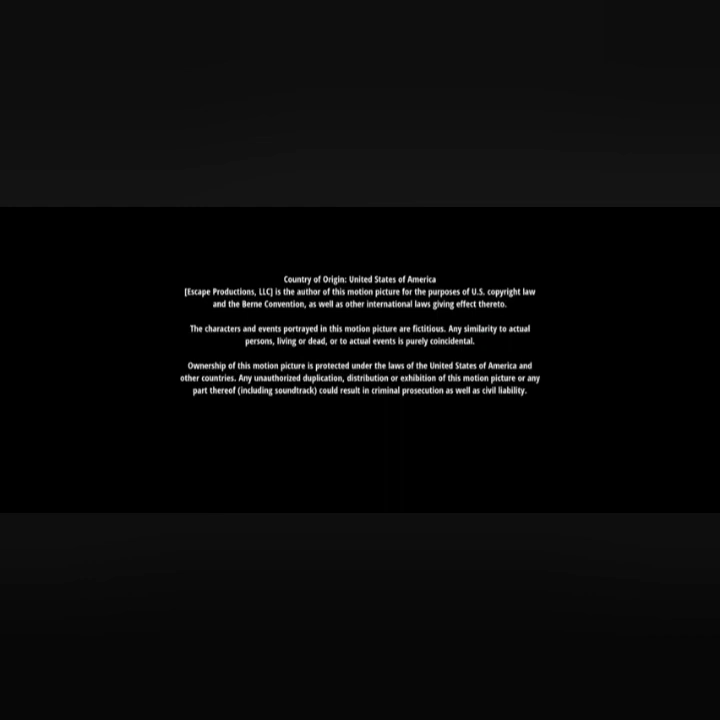 Country of Origin: United States of America
[Escape Productions, LLC] is the author of this motion picture for the purposes of U.S. copyright law
and the Berne Convention, as well as other international laws giving effect thereto.
The characters and events portrayed in this motion picture are fictitious. Any similarity to actual
persons, living or dead, or to actual events is purely coincidental.
Ownership of this motion picture is protected under the laws of the United States of America and
other countries. Any unauthorized duplication, distribution or exhibition of this motion picture or any
part thereof (including soundtrack) could result in criminal prosecution as well as civil liability.